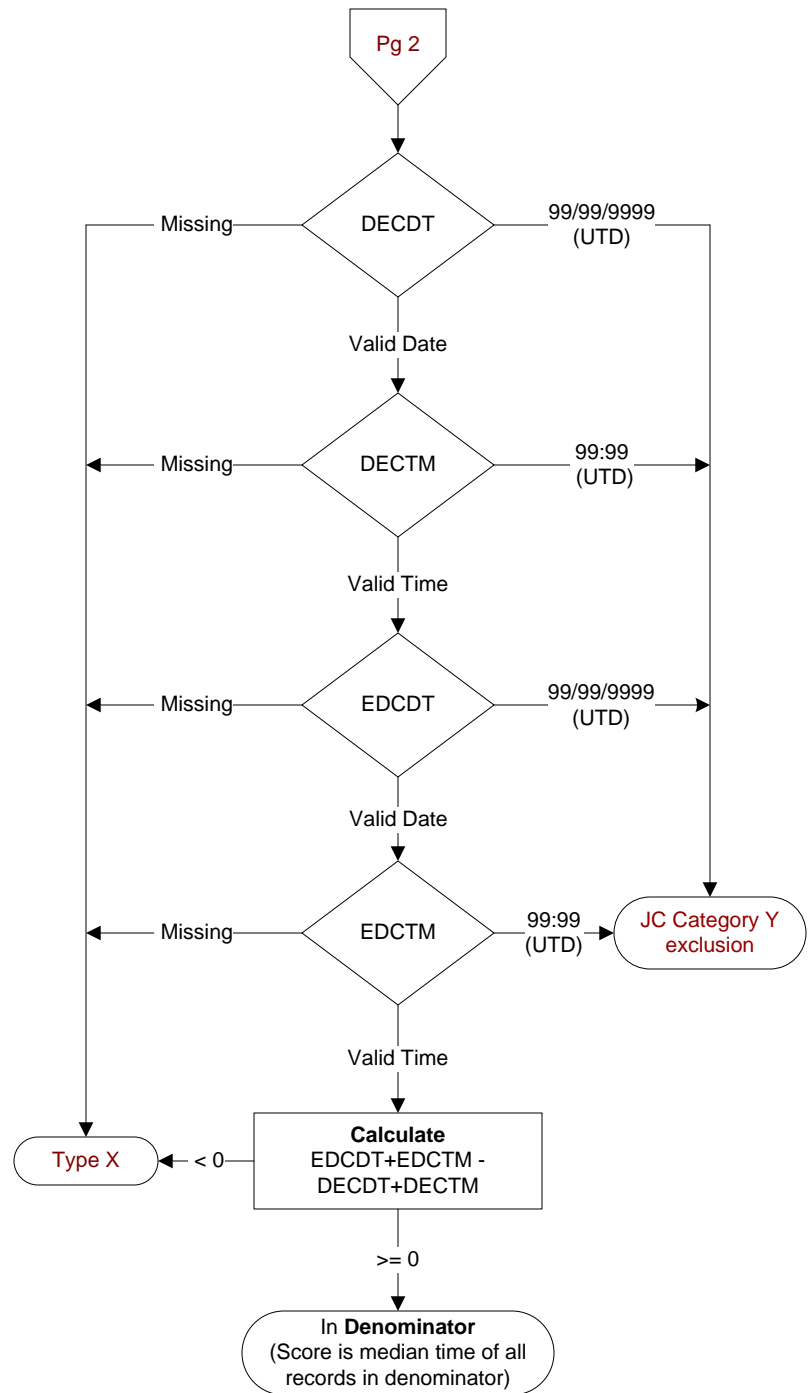 Pg 2
Missing
DECDT
99/99/9999
(UTD)
Valid Date
Missing
DECTM
99:99
(UTD)
Valid Time
Missing
EDCDT
99/99/9999
(UTD)
Valid Date
Missing
EDCTM
99:99
(UTD)
JC Category Y
exclusion
Valid Time
Type X
< 0
Calculate
EDCDT+EDCTM -
DECDT+DECTM
>= 0
In Denominator
(Score is median time of all
records in denominator)